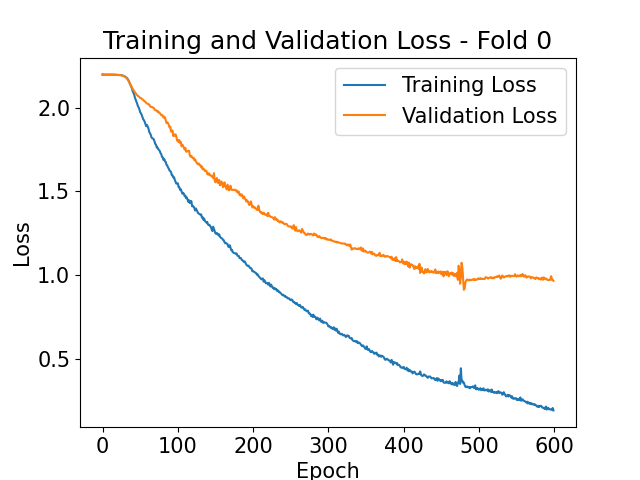 Training and Validation Loss - Fold 0
Training Loss
Validation Loss
2.0
1.5
1.0
0.5
Loss
0 100 200 300 400 500 600
Epoch